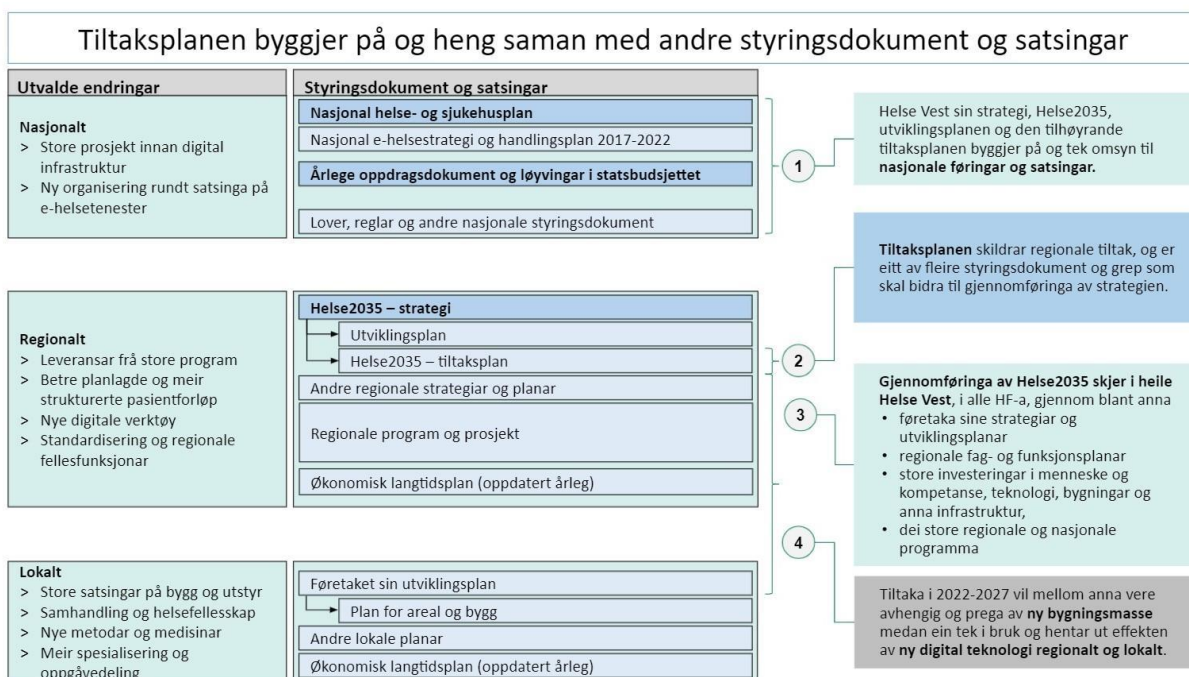 Tiltaksplanen byggjer på og heng saman med andre styringsdokument og satsingar
Utvalde endringar
Styringsdokument og satsingar
Nasjonalt
> Store prosjekt innan digital
infrastruktur
> Ny organisering rundt satsinga på
e-helsetenester
Nasjonal helse- og sjukehusplan
Nasjonal e-helsestrategi og handlingsplan 2017-2022
Årlege oppdragsdokument og løyvingar i statsbudsjettet
Lover, reglar og andre nasjonale styringsdokument
1
Helse Vest sin strategi, Helse2035,
utviklingsplanen og den tilhøyrande
tiltaksplanen byggjer på og tek omsyn til
nasjonale føringar og satsingar.
Regionalt
> Leveransar frå store program
> Betre planlagde og meir
strukturerte pasientforløp
> Nye digitale verktøy
> Standardisering og regionale
fellesfunksjonar
Helse2035 – strategi
Utviklingsplan
Helse2035 – tiltaksplan
Andre regionale strategiar og planar
Regionale program og prosjekt
Økonomisk langtidsplan (oppdatert årleg)
2
Tiltaksplanen skildrar regionale tiltak, og er
eitt av fleire styringsdokument og grep som
skal bidra til gjennomføringa av strategien.
3
Gjennomføringa av Helse2035 skjer i heile
Helse Vest, i alle HF-a, gjennom blant anna
• føretaka sine strategiar og
utviklingsplanar
• regionale fag- og funksjonsplanar
• store investeringar i menneske og
kompetanse, teknologi, bygningar og
anna infrastruktur,
• dei store regionale og nasjonale
programma
Lokalt
> Store satsingar på bygg og utstyr
> Samhandling og helsefellesskap
> Nye metodar og medisinar
> Meir spesialisering og
oppgåvedeling
Føretaket sin utviklingsplan
Plan for areal og bygg
Andre lokale planar
Økonomisk langtidsplan (oppdatert årleg)
4
Tiltaka i 2022-2027 vil mellom anna vere
avhengig og prega av ny bygningsmasse
medan ein tek i bruk og hentar ut effekten
av ny digital teknologi regionalt og lokalt.